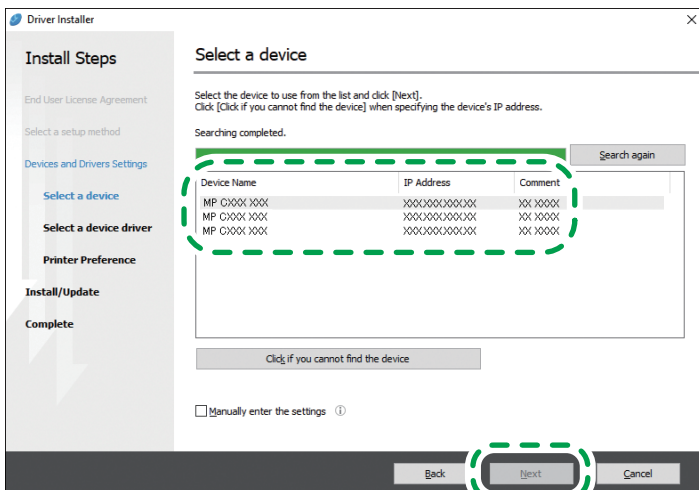 Driver Installer
Install Steps
End User License Agreement
Select a setup method
Devices and Drivers Settings
Select a device
Select a device driver
Printer Preference
Install/Update
Complete
Select a device
Select the device to use from the list and click [Next].
Click [Click if you cannot find the device] when specifying the device's IP address.
Searching completed.
Search again
Device Name IP Address Comment
MP CXXX XXX XXX.XXX.XXX.XX XX XXXX
MP CXXX XXX XXX.XXX.XXX.XX XX XXXX
MP CXXX XXX XXX.XXX.XXX.XX XX XXXX
Click if you cannot find the device
Manually enter the settings
Back Next Cancel